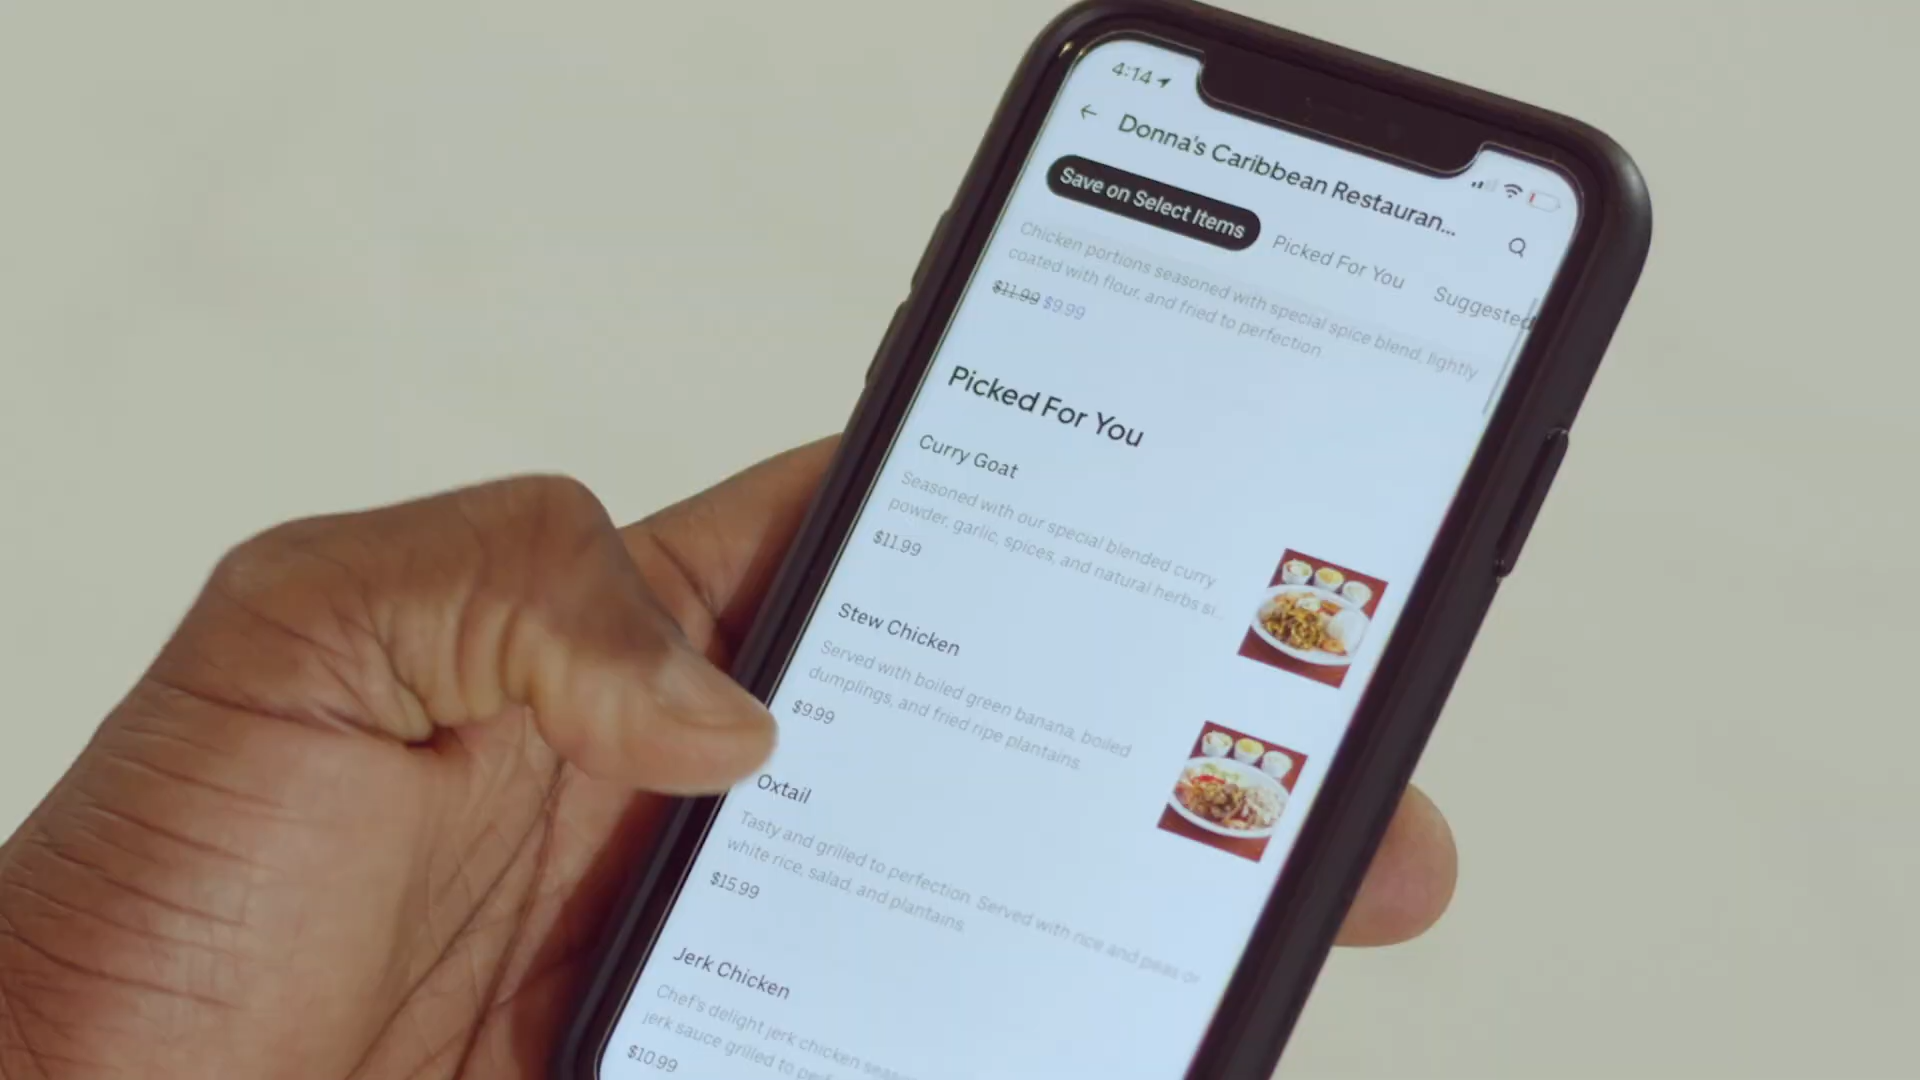 4:14
Donna's Caribbean Restauran...
Save on Select Items
Picked For You
Suggested
Chicken portions seasoned with special spice blend, lightly
coated with flour, and fried to perfection
$11.99 $9.99
Picked For You
Curry Goat
Seasoned with our special blended curry
powder, garlic, spices, and natural herbs si...
$11.99
Stew Chicken
Served with boiled green banana, boiled
dumplings, and fried ripe plantains.
$9.99
Oxtail
Tasty and grilled to perfection. Served with rice and peas or
white rice, salad, and plantains.
$15.99
Jerk Chicken
Chef's delight jerk chicken
jerk sauce grilled to
$10.99